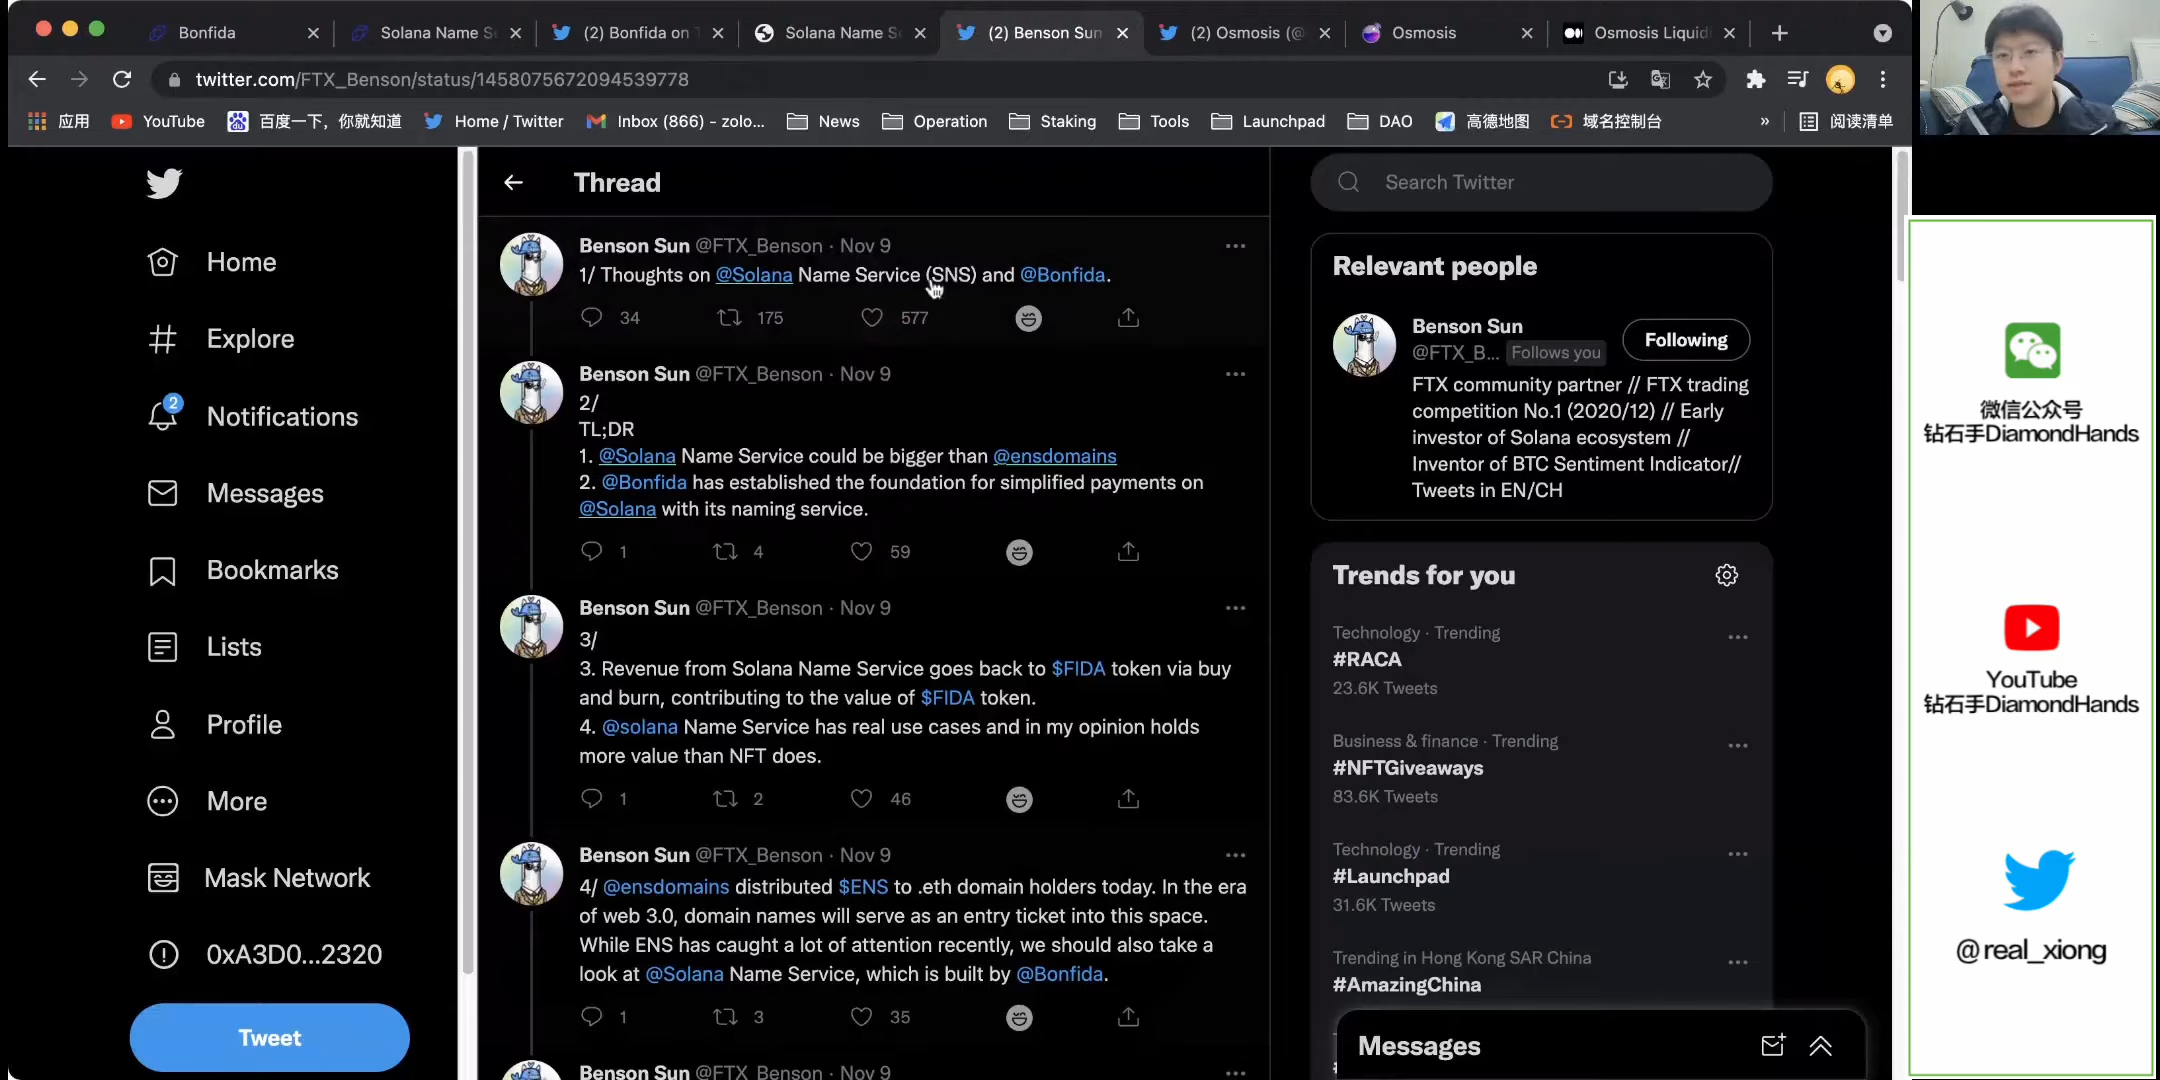 Bonfida
Solana Name S
(2) Bonfida on T
Solana Name S
(2) Benson Sun
(2) Osmosis (@
Osmosis
Osmosis Liquid
twitter.com/FTX_Benson/status/1458075672094539778
应用
YouTube
百度一下，你就知道
Home / Twitter
Inbox (866) - zolo...
News
Operation
Staking
Tools
Launchpad
DAO
高德地图
域名控制台
»
阅读清单
Home
Explore
2
Notifications
Messages
Bookmarks
Lists
Profile
More
Mask Network
0xA3D0...2320
Tweet
Thread
Benson Sun @FTX_Benson · Nov 9
1/ Thoughts on @Solana Name Service (SNS) and @Bonfida.
34 175 577
Benson Sun @FTX_Benson · Nov 9
2/
TL;DR
1. @Solana Name Service could be bigger than @ensdomains
2. @Bonfida has established the foundation for simplified payments on
@Solana with its naming service.
1 4 59
Benson Sun @FTX_Benson · Nov 9
3/
3. Revenue from Solana Name Service goes back to $FIDA token via buy
and burn, contributing to the value of $FIDA token.
4. @solana Name Service has real use cases and in my opinion holds
more value than NFT does.
1 2 46
Benson Sun @FTX_Benson · Nov 9
4/ @ensdomains distributed $ENS to .eth domain holders today. In the era
of web 3.0, domain names will serve as an entry ticket into this space.
While ENS has caught a lot of attention recently, we should also take a
look at @Solana Name Service, which is built by @Bonfida.
1 3 35
Benson Sun @FTX_Benson · Nov 9
Search Twitter
Relevant people
Benson Sun
@FTX_B... Follows you
Following
FTX community partner // FTX trading
competition No.1 (2020/12) // Early
investor of Solana ecosystem //
Inventor of BTC Sentiment Indicator//
Tweets in EN/CH
Trends for you
Technology · Trending
#RACA
23.6K Tweets
Business & finance · Trending
#NFTGiveaways
83.6K Tweets
Technology · Trending
#Launchpad
31.6K Tweets
Trending in Hong Kong SAR China
#AmazingChina
Messages
微信公众号
钻石手DiamondHands
YouTube
钻石手DiamondHands
@real_xiong